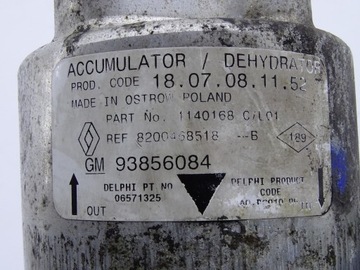 ACCUMULATOR / DEHYDRATOR
PROD. CODE 18.07.08.11.52
MADE IN OSTROW POLAND
PART No. 1140168 C/L01
REF 8200468518 --B 189
GM 93856084
DELPHI PT NO DELPHI PRODUCT
06571325 CODE
OUT